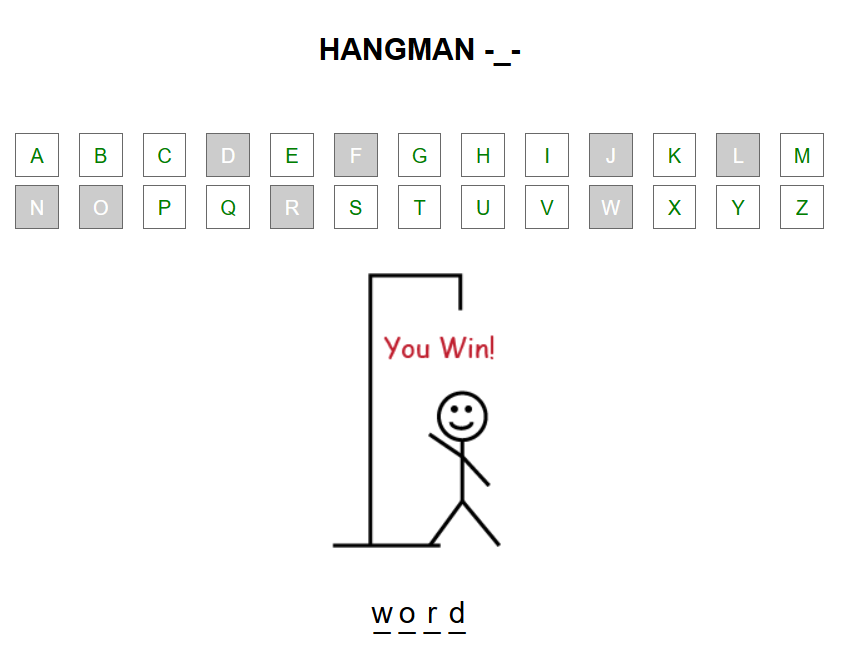 HANGMAN -_-
A B C D E F G H I J K L M
N O P Q R S T U V W X Y Z
You Win!
w o r d